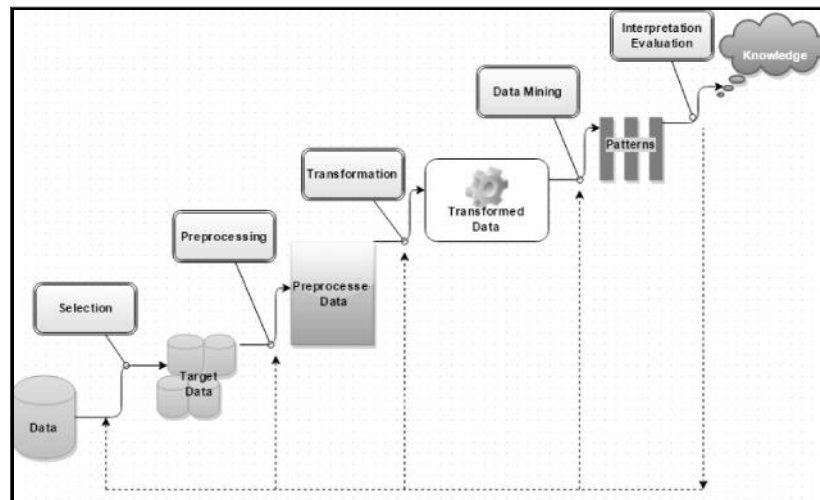 Interpretation
Evaluation
Knowledge
Data Mining
Patterns
Transformation
Transformed
Data
Preprocessing
Preprocesse
Data
Selection
Target
Data
Data